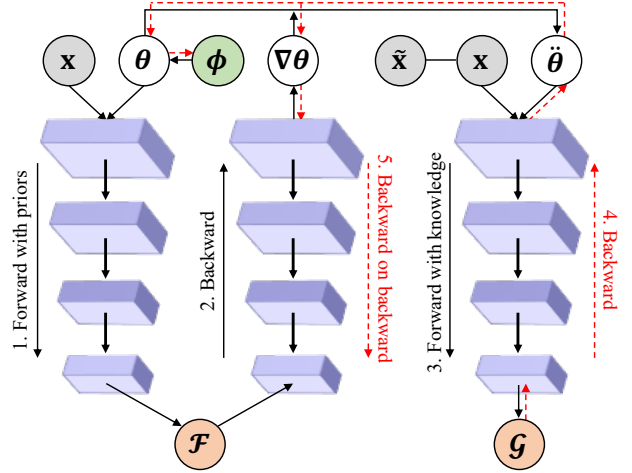 x θ ϕ ∇θ x̃ x θ̈
1. Forward with priors
2. Backward
5. Backward on backward
3. Forward with knowledge
4. Backward
ℱ
𝒢